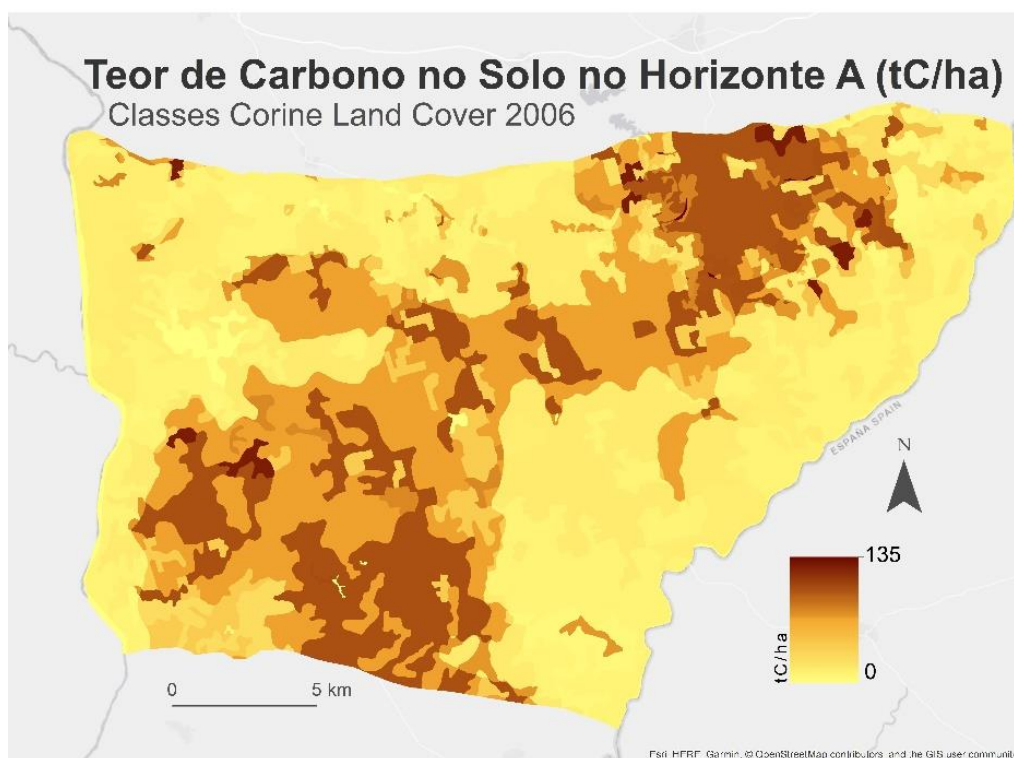 Teor de Carbono no Solo no Horizonte A (tC/ha)
Classes Corine Land Cover 2006
ESPAÑA SPAIN
N
135
tC/ha
0
0 5 km
Esri, HERE, Garmin, © OpenStreetMap contributors, and the GIS user communit